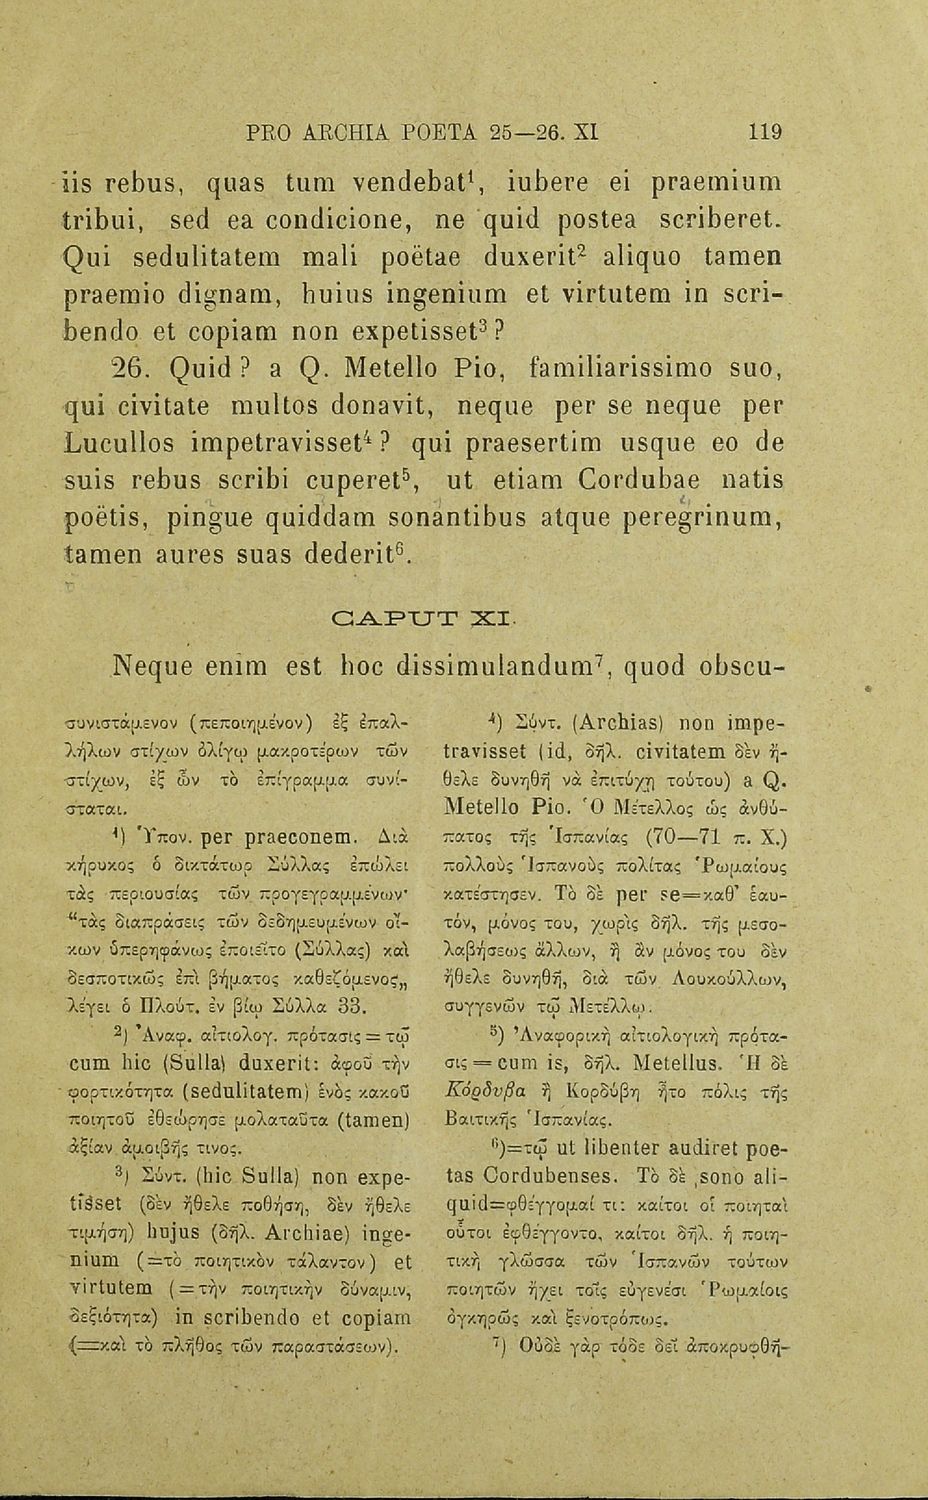 PRO ARCHIA POETA 25—26. XI 119
iis rebus, quas tum vendebat¹, iubere ei praemium
tribui, sed ea condicione, ne quid postea scriberet.
Qui sedulitatem mali poëtae duxerit² aliquo tamen
praemio dignam, huius ingenium et virtutem in scri-
bendo et copiam non expetisset³ ?
26. Quid ? a Q. Metello Pio, familiarissimo suo,
qui civitate multos donavit, neque per se neque per
Lucullos impetravisset⁴ ? qui praesertim usque eo de
suis rebus scribi cuperet⁵, ut etiam Cordubae natis
poëtis, pingue quiddam sonantibus atque peregrinum,
tamen aures suas dederit⁶.
CAPUT XI.
Neque enim est hoc dissimulandum⁷, quod obscu-
συνιστάμενον (πεποιημένον) ἐξ ἐπαλ-
λήλων στίχων ὀλίγῳ μακροτέρων τῶν
στίχων, ἐξ ὧν τὸ ἐπίγραμμα συνί-
σταται.
¹) Ὑπον. per praeconem. Διὰ
κήρυκος ὁ δικτάτωρ Σύλλας ἐπώλει
τὰς περιουσίας τῶν προγεγραμμένων·
“τὰς διαπράσεις τῶν δεδημευμένων οἴ-
κων ὑπερηφάνως ἐποιεῖτο (Σύλλας) καὶ
δεσποτικῶς ἐπὶ βήματος καθεζόμενος„
λέγει ὁ Πλούτ. ἐν βίῳ Σύλλα 33.
²) Ἀναφ. αἰτιολογ. πρότασις = τῷ
cum hic (Sulla) duxerit: ἀφοῦ τὴν
φορτικότητα (sedulitatem) ἑνὸς κακοῦ
ποιητοῦ ἐθεώρησε μολαταῦτα (tamen)
ἀξίαν ἀμοιβῆς τινος.
³) Σύντ. (hic Sulla) non expe-
tisset (δὲν ἤθελε ποθήσῃ, δὲν ἤθελε
τιμήσῃ) hujus (δῆλ. Archiae) inge-
nium (=τὸ ποιητικὸν τάλαντον) et
virtutem (=τὴν ποιητικὴν δύναμιν,
δεξιότητα) in scribendo et copiam
(=καὶ τὸ πλῆθος τῶν παραστάσεων).
⁴) Σύντ. (Archias) non impe-
travisset (id, δῆλ. civitatem δὲν ἤ-
θελε δυνηθῆ νὰ ἐπιτύχῃ τούτου) a Q.
Metello Pio. Ὁ Μέτελλος ὡς ἀνθύ-
πατος τῆς Ἱσπανίας (70—71 π. Χ.)
πολλοὺς Ἱσπανοὺς πολίτας Ῥωμαίους
κατέστησεν. Τὸ δὲ per se=καθ’ ἑαυ-
τόν, μόνος του, χωρὶς δῆλ. τῆς μεσο-
λαβήσεως ἄλλων, ἢ ἂν μόνος του δὲν
ἤθελε δυνηθῆ, διὰ τῶν Λουκούλλων,
συγγενῶν τῷ Μετέλλῳ.
⁵) Ἀναφορικὴ αἰτιολογικὴ πρότα-
σις = cum is, δῆλ. Metellus. Ἡ δὲ
Κόρδυβα ἢ Κορδύβη ἦτο πόλις τῆς
Βαιτικῆς Ἱσπανίας.
⁶)=τῷ ut libenter audiret poe-
tas Cordubenses. Τὸ δὲ sono ali-
quid=φθέγγομαί τι: καίτοι οἱ ποιηταὶ
οὗτοι ἐφθέγγοντο, καίτοι δῆλ. ἡ ποιη-
τικὴ γλῶσσα τῶν Ἱσπανῶν τούτων
ποιητῶν ἤχει τοῖς εὐγενέσι Ῥωμαίοις
ὀγκηρῶς καὶ ξενοτρόπως.
⁷) Οὐδὲ γὰρ τόδε δεῖ ἀποκρυφθῆ-